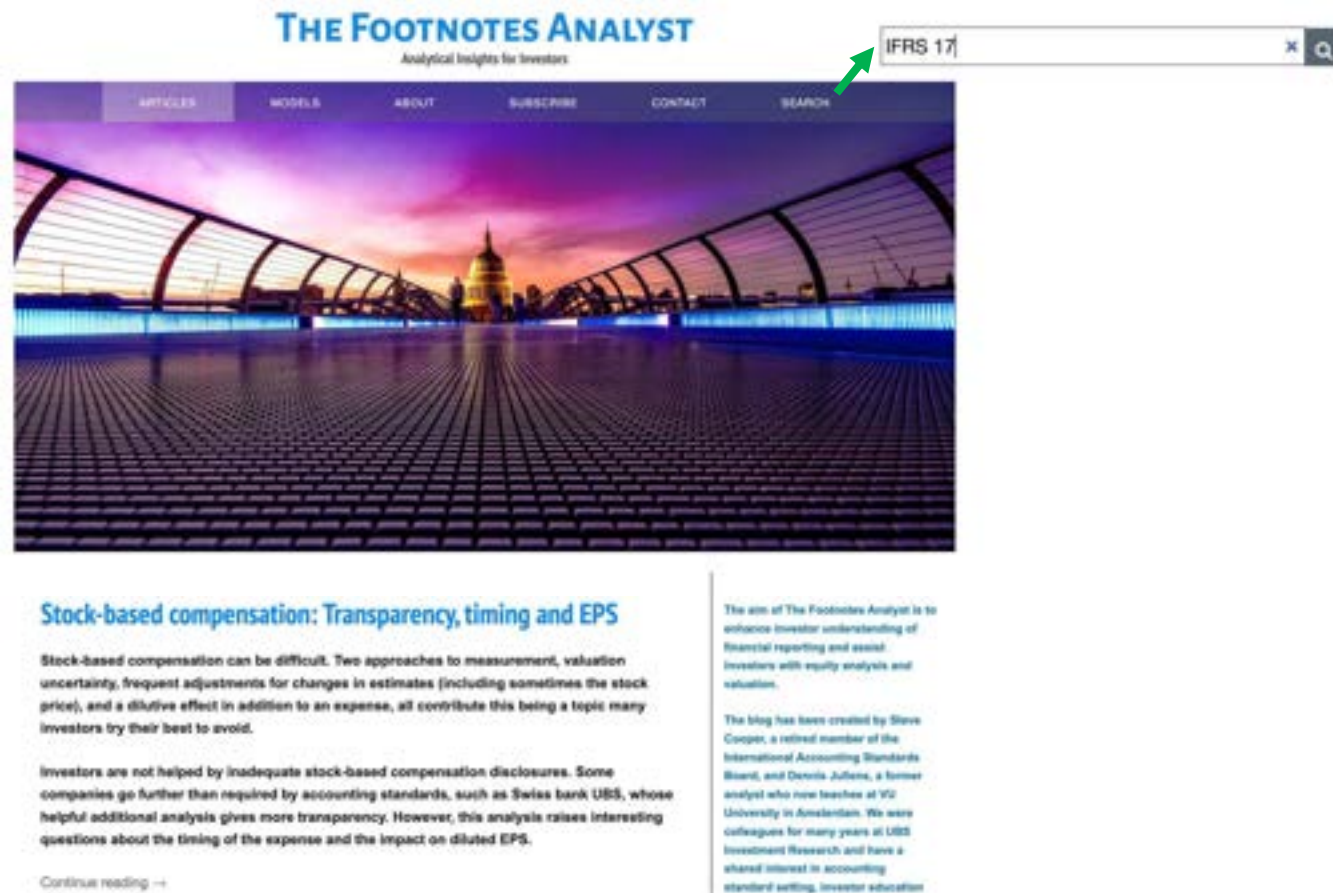 THE FOOTNOTES ANALYST
Analytical Insights for Investors
IFRS 17
ARTICLES
MODELS
ABOUT
SUBSCRIBE
CONTACT
SEARCH
Stock-based compensation: Transparency, timing and EPS
Stock-based compensation can be difficult. Two approaches to measurement, valuation
uncertainty, frequent adjustments for changes in estimates (including sometimes the stock
price), and a dilutive effect in addition to an expense, all contribute this being a topic many
investors try their best to avoid.
Investors are not helped by inadequate stock-based compensation disclosures. Some
companies go further than required by accounting standards, such as Swiss bank UBS, whose
helpful additional analysis gives more transparency. However, this analysis raises interesting
questions about the timing of the expense and the impact on diluted EPS.
Continue reading →
The aim of The Footnotes Analyst is to
enhance investor understanding of
financial reporting and assist
investors with equity analysis and
valuation.
The blog has been created by Steve
Cooper, a retired member of the
International Accounting Standards
Board, and Dennis Jullens, a former
analyst who now teaches at VU
University in Amsterdam. We were
colleagues for many years at UBS
Investment Research and have a
shared interest in accounting
standard setting, investor education